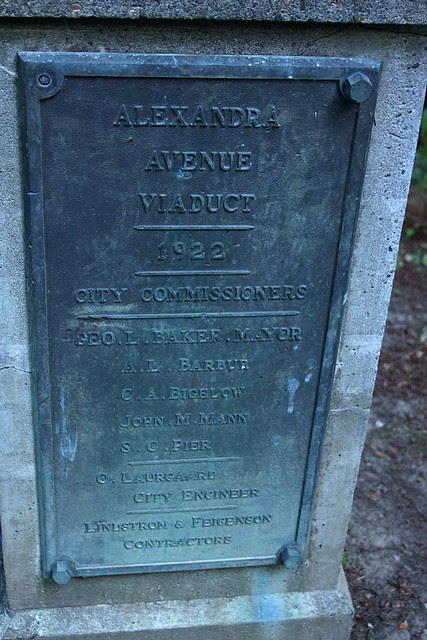 ALEXANDRA
AVENUE
VIADUCT
1922
CITY COMMISSIONERS
GEO. L. BAKER. MAYOR
A. L. BARBUR
C. A. BIGELOW
JOHN M. MANN
S. C. PIER
O. LAURGAARD
CITY ENGINEER
LINDSTROM & FEIGENSON
CONTRACTORS